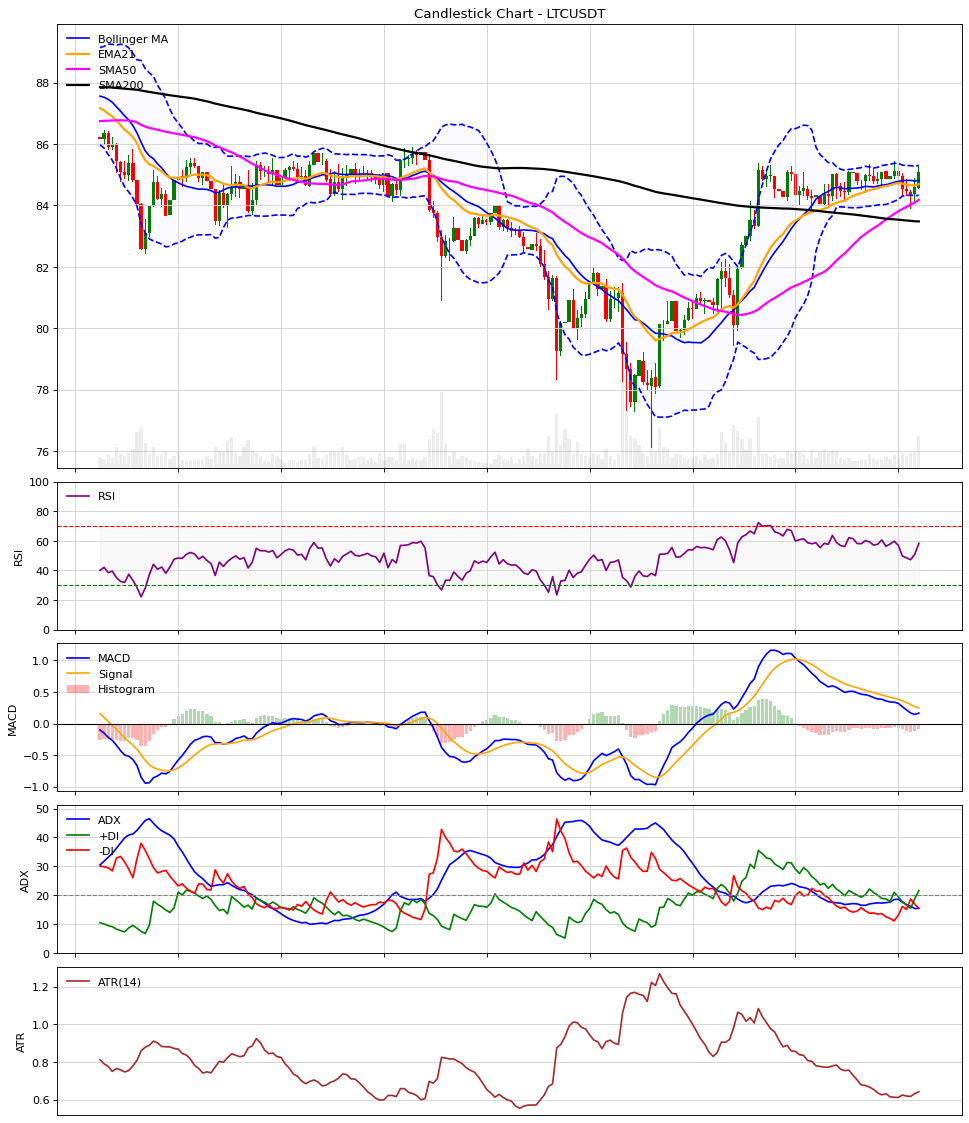 Candlestick Chart - LTCUSDT
Bollinger MA
EMA21
SMA50
SMA200
88
86
84
82
80
78
76
RSI
100
80
60
40
20
0
RSI
MACD
Signal
Histogram
1.0
0.5
0.0
−0.5
−1.0
MACD
ADX
+DI
-DI
50
40
30
20
10
0
ADX
ATR(14)
1.2
1.0
0.8
0.6
ATR